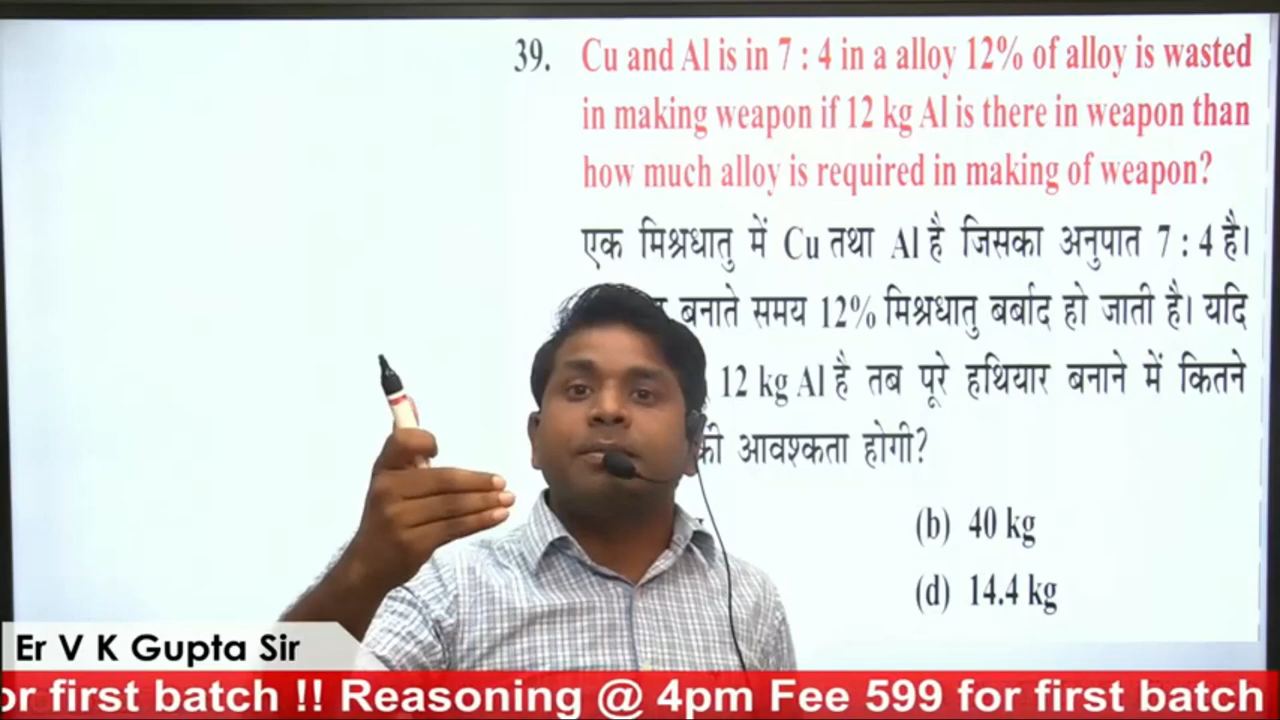 39. Cu and Al is in 7 : 4 in a alloy 12% of alloy is wasted
in making weapon if 12 kg Al is there in weapon than
how much alloy is required in making of weapon?
एक मिश्रधातु में Cu तथा Al है जिसका अनुपात 7 : 4 है।
बनाते समय 12% मिश्रधातु बर्बाद हो जाती है। यदि
12 kg Al है तब पूरे हथियार बनाने में कितने
की आवश्कता होगी?
(b) 40 kg
(d) 14.4 kg
Er V K Gupta Sir
or first batch !! Reasoning @ 4pm Fee 599 for first batch